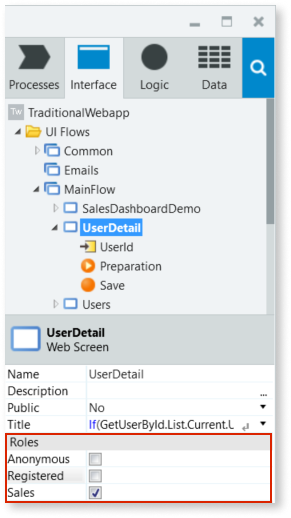 Processes Interface Logic Data
Tw TraditionalWebapp
UI Flows
Common
Emails
MainFlow
SalesDashboardDemo
UserDetail
UserId
Preparation
Save
Users
UserDetail
Web Screen
Name UserDetail
Description ...
Public No
Title If(GetUserById.List.Current.U
Roles
Anonymous
Registered
Sales